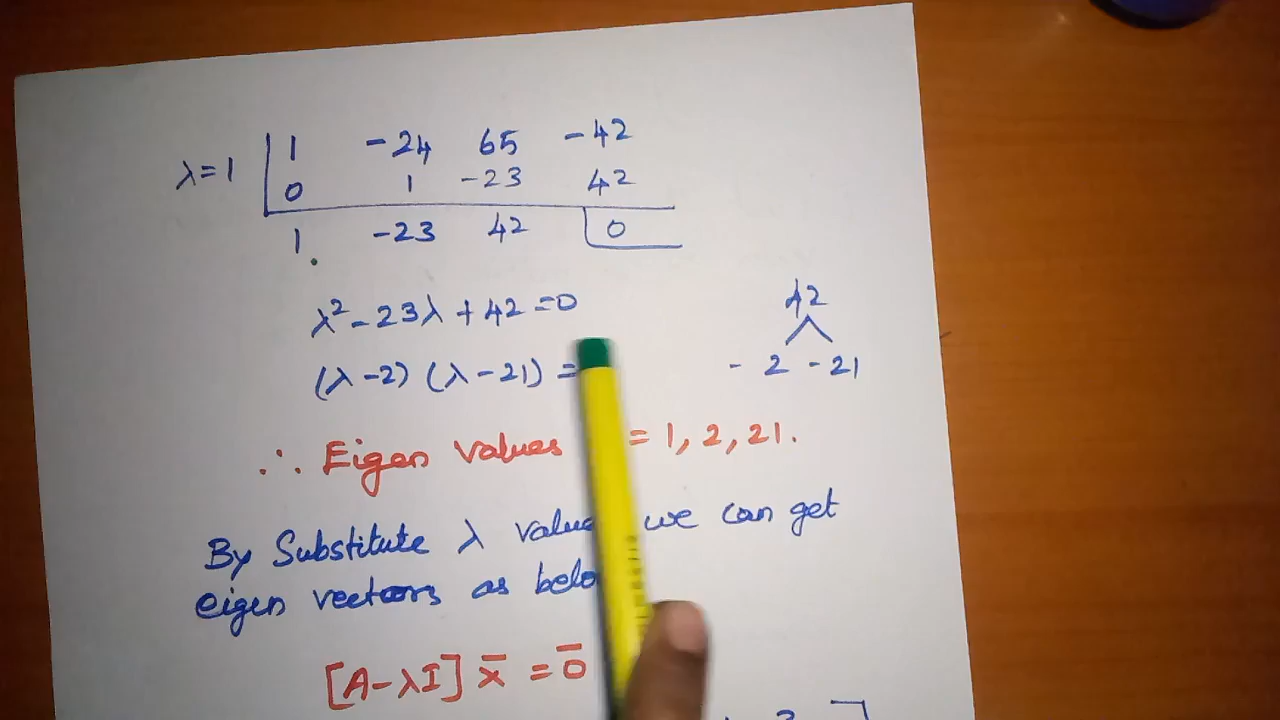 λ=1 | 1 -24 65 -42
0 1 -23 42
1 -23 42 0
λ² - 23λ + 42 = 0
42
(λ-2) (λ-21) =
- 2 - 21
∴ Eigen values = 1, 2, 21.
By Substitute λ value we can get
eigen vectors as belo
[A-λI] x̄ = 0̄